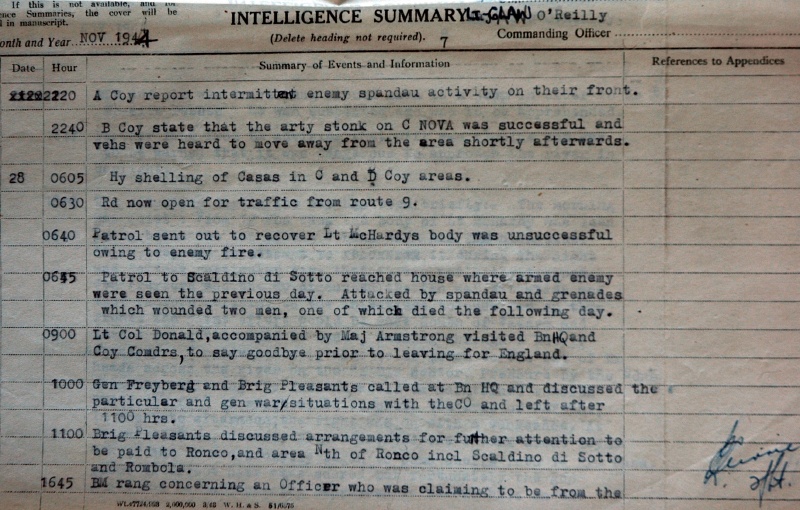 If this is not available, and for
ence Summaries, the cover will be
d in manuscript.
INTELLIGENCE SUMMARY
O'Reilly
onth and Year NOV 1944
(Delete heading not required). 7
Commanding Officer
Date Hour Summary of Events and Information References to Appendices
2220 A Coy report intermittent enemy spandau activity on their front.
2240 B Coy state that the arty stonk on C NOVA was successful and
vehs were heard to move away from the area shortly afterwards.
28 0605 Hy shelling of Casas in C and D Coy areas.
0630 Rd now open for traffic from route 9.
0640 Patrol sent out to recover Lt McHardys body was unsuccessful
owing to enemy fire.
0645 Patrol to Scaldino di Sotto reached house where armed enemy
were seen the previous day. Attacked by spandau and grenades
which wounded two men, one of which died the following day.
0900 Lt Col Donald,accompanied by Maj Armstrong visited BnHQand
Coy Comdrs,to say goodbye prior to leaving for England.
1000 Gen Freyberg and Brig Pleasants called at Bn HQ and discussed the
particular and gen war/situations with theCO and left after
1100 hrs.
1100 Brig Pleasants discussed arrangements for futher attention to
be paid to Ronco,and area Nth of Ronco incl Scaldino di Sotto
and Rombola.
1645 BM rang concerning an Officer who was claiming to be from the